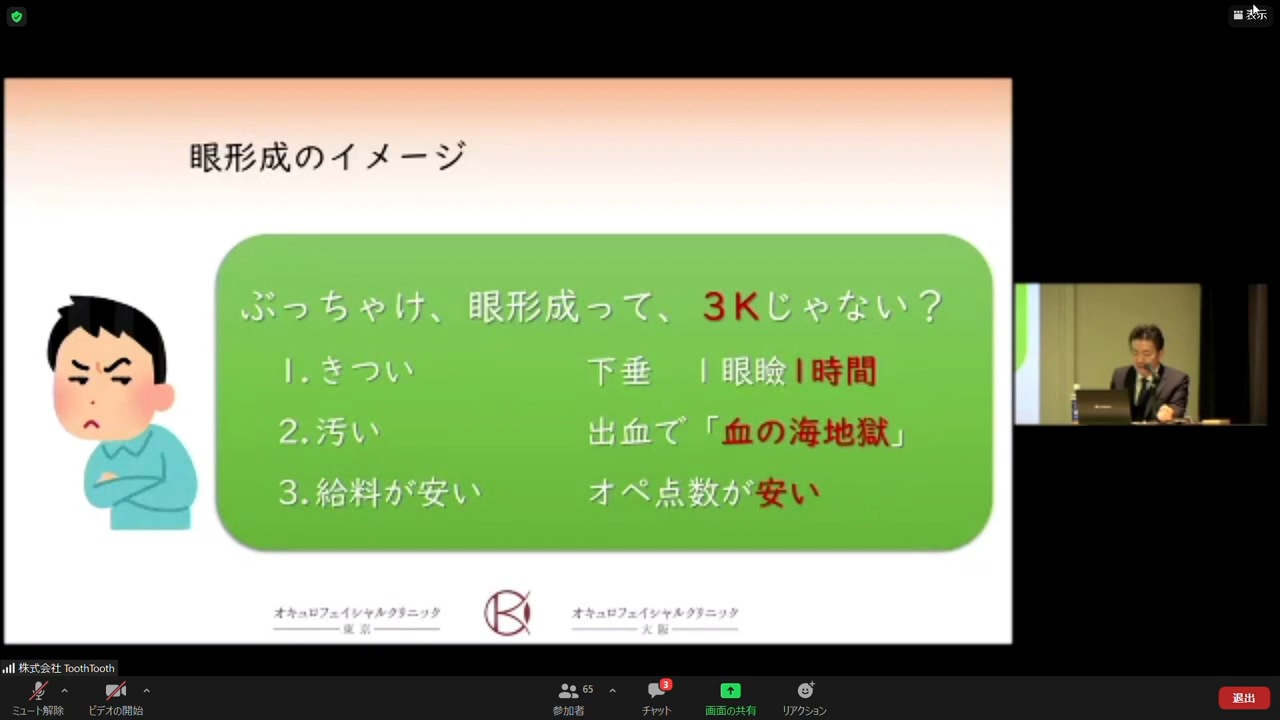 表示
眼形成のイメージ
ぶっちゃけ、眼形成って、３Kじゃない？
1.きつい 下垂 1眼瞼1時間
2.汚い 出血で「血の海地獄」
3.給料が安い オペ点数が安い
オキュロフェイシャルクリニック
東京
オキュロフェイシャルクリニック
大阪
株式会社 ToothTooth
ミュート解除
ビデオの開始
65
参加者
3
チャット
画面の共有
リアクション
退出